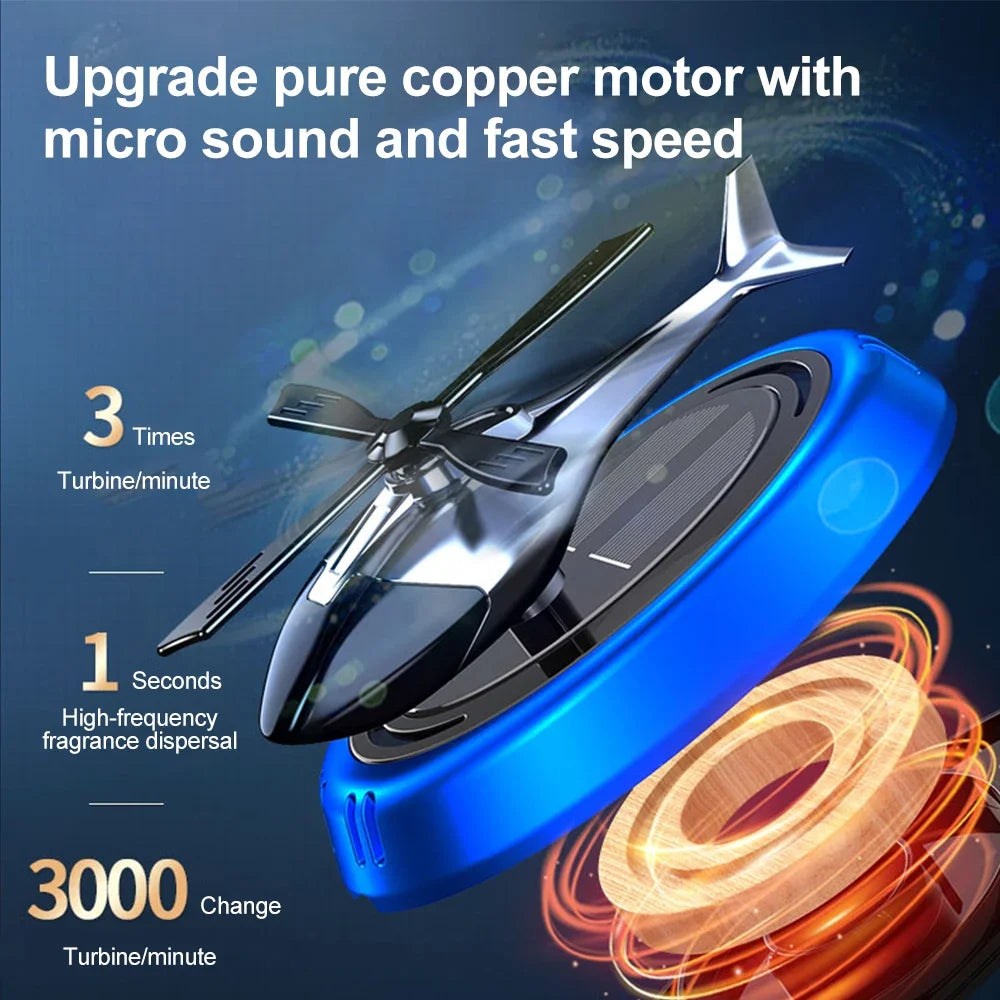 Upgrade pure copper motor with
micro sound and fast speed
3 Times
Turbine/minute
1 Seconds
High-frequency
fragrance dispersal
3000 Change
Turbine/minute